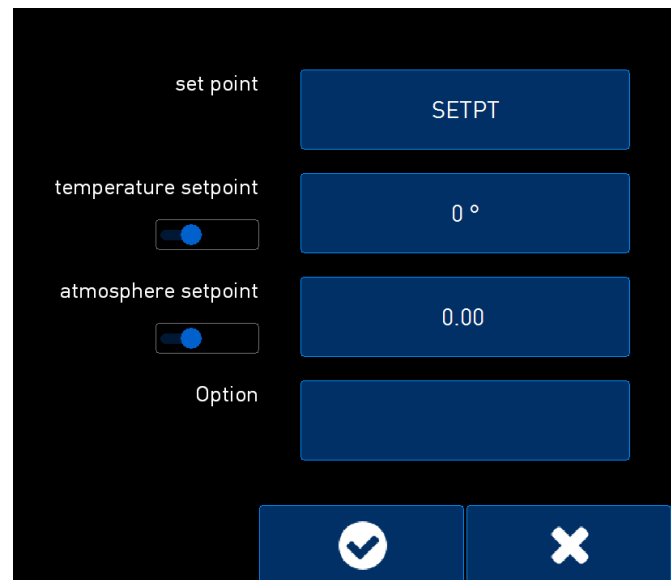 set point
SETPT
temperature setpoint
0 °
atmosphere setpoint
0.00
Option